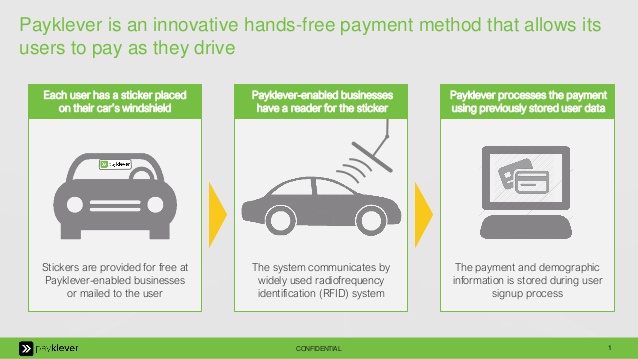 Payklever is an innovative hands-free payment method that allows its
users to pay as they drive
Each user has a sticker placed
on their car's windshield
payklever
Stickers are provided for free at
Payklever-enabled businesses
or mailed to the user
Payklever-enabled businesses
have a reader for the sticker
The system communicates by
widely used radiofrequency
identification (RFID) system
Payklever processes the payment
using previously stored user data
The payment and demographic
information is stored during user
signup process
payklever
CONFIDENTIAL
1